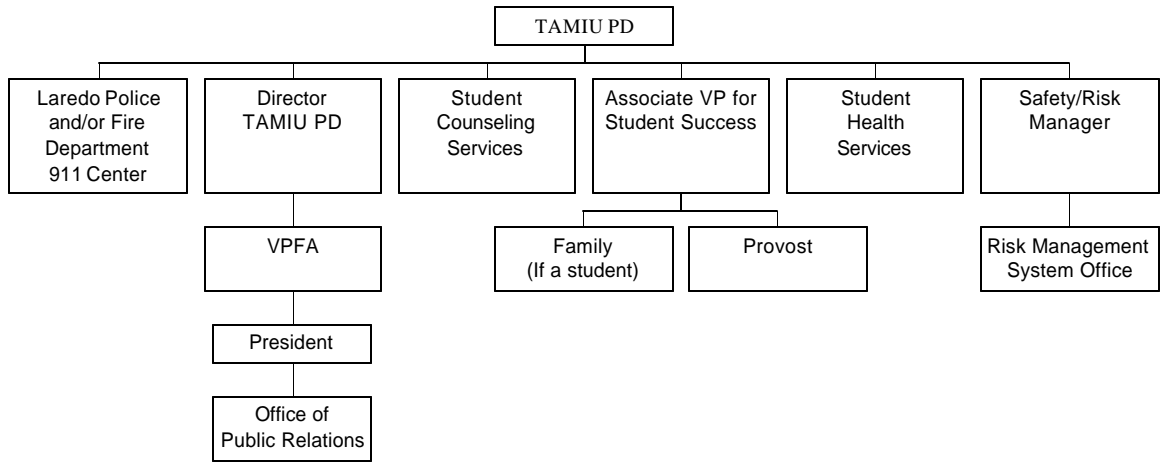 TAMIU PD
Laredo Police
and/or Fire
Department
911 Center
Director
TAMIU PD
Student
Counseling
Services
Associate VP for
Student Success
Student
Health
Services
Safety/Risk
Manager
VPFA
Family
(If a student)
Provost
Risk Management
System Office
President
Office of
Public Relations